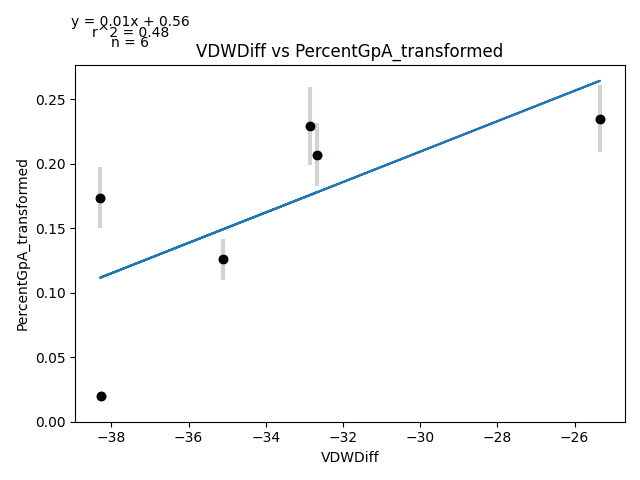 y = 0.01x + 0.56
r^2 = 0.48
n = 6
VDWDiff vs PercentGpA_transformed
0.25
0.20
0.15
0.10
0.05
0.00
PercentGpA_transformed
−38
−36
−34
−32
−30
−28
−26
VDWDiff